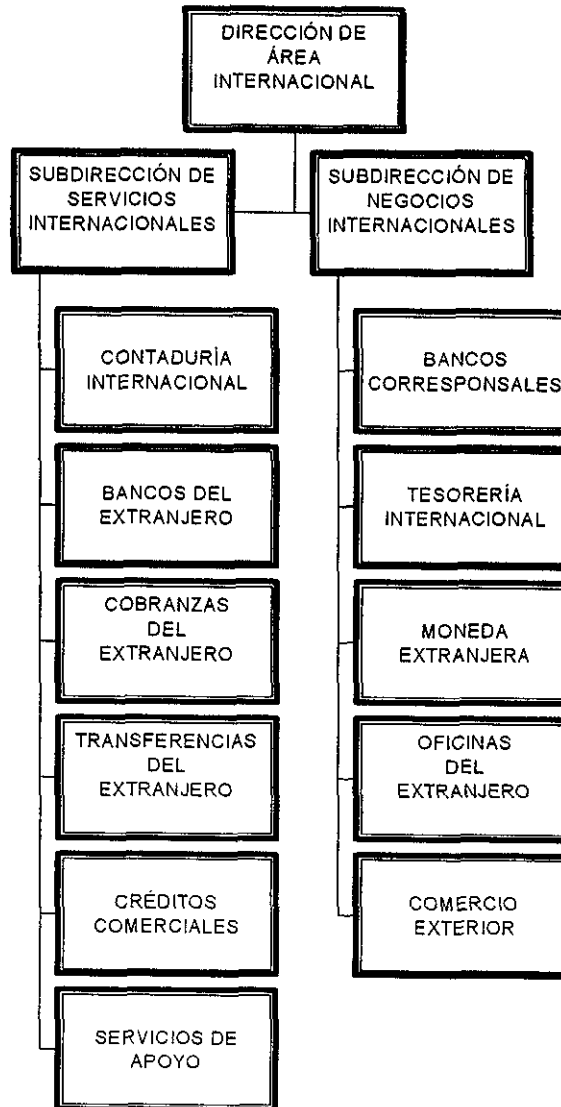 DIRECCIÓN DE
ÁREA
INTERNACIONAL
SUBDIRECCIÓN DE
SERVICIOS
INTERNACIONALES
SUBDIRECCIÓN DE
NEGOCIOS
INTERNACIONALES
CONTADURÍA
INTERNACIONAL
BANCOS DEL
EXTRANJERO
COBRANZAS
DEL
EXTRANJERO
TRANSFERENCIAS
DEL
EXTRANJERO
CRÉDITOS
COMERCIALES
SERVICIOS DE
APOYO
BANCOS
CORRESPONSALES
TESORERÍA
INTERNACIONAL
MONEDA
EXTRANJERA
OFICINAS
DEL
EXTRANJERO
COMERCIO
EXTERIOR